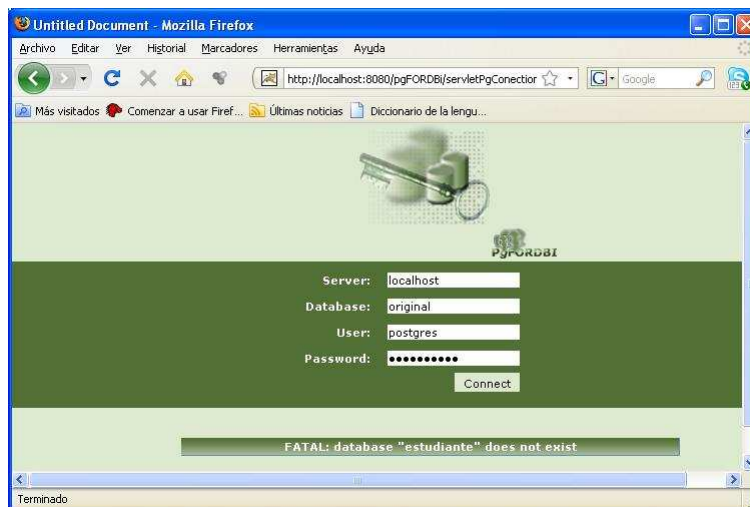 Untitled Document - Mozilla Firefox
Archivo Editar Ver Historial Marcadores Herramientas Ayuda
http://localhost:8080/pgFORDBi/servletPgConection
G Google
Más visitados Comenzar a usar Firef... Últimas noticias Diccionario de la lengu...
PgFORDBI
Server: localhost
Database: original
User: postgres
Password: ●●●●●●●●●●
Connect
FATAL: database "estudiante" does not exist
Terminado